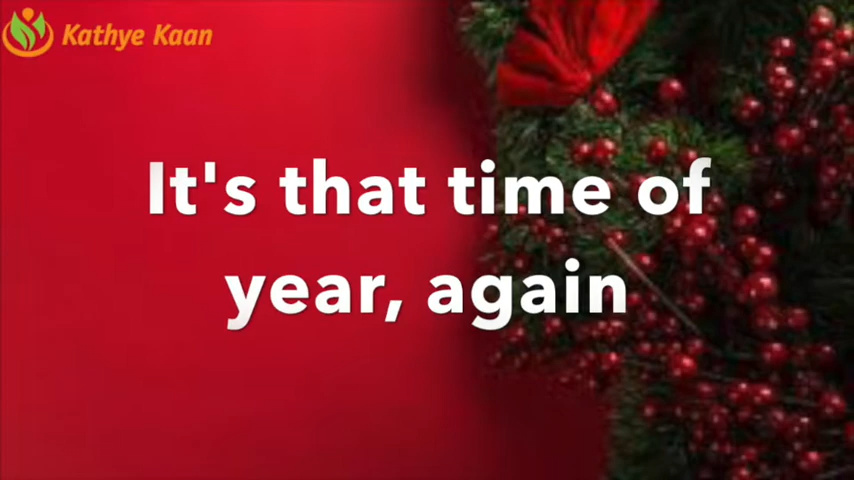 Kathye Kaan
It's that time of
year, again